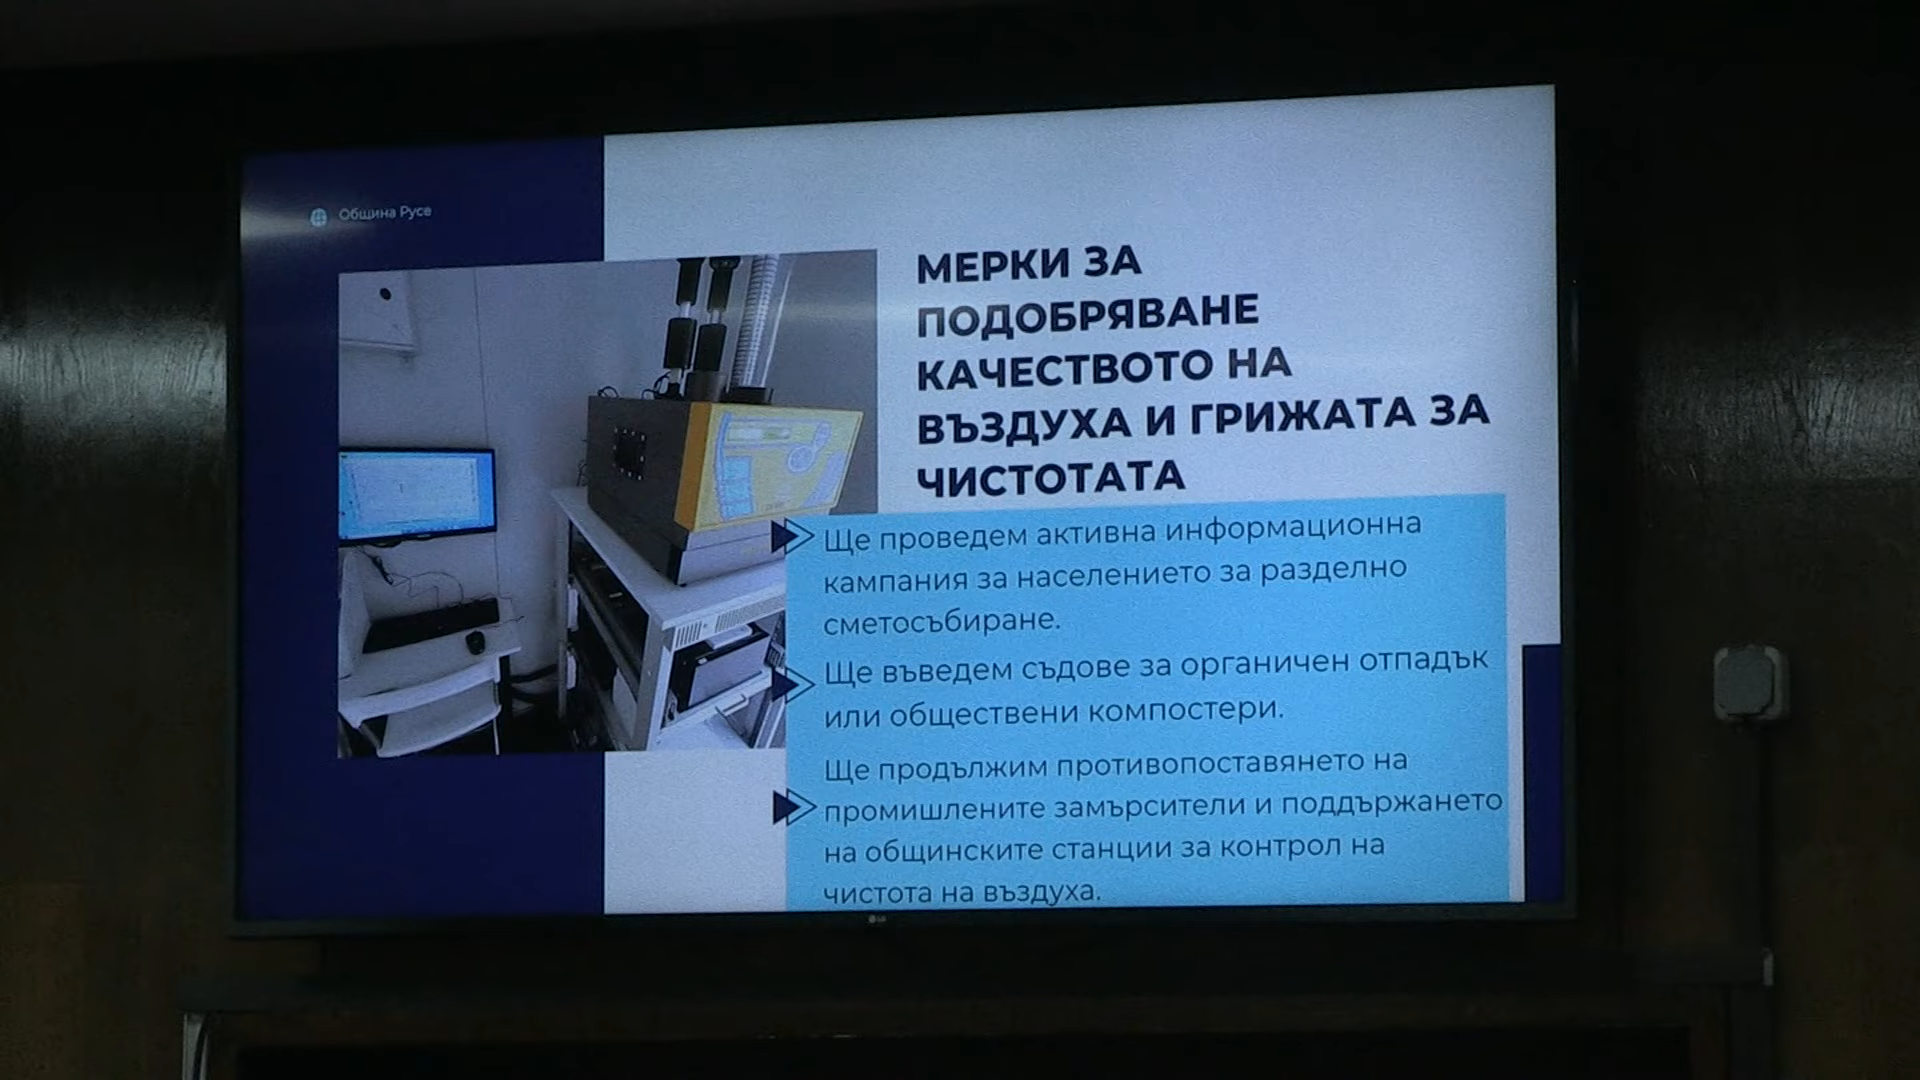 Община Русе
МЕРКИ ЗА
ПОДОБРЯВАНЕ
КАЧЕСТВОТО НА
ВЪЗДУХА И ГРИЖАТА ЗА
ЧИСТОТАТА
Ще проведем активна информационна
кампания за населението за разделно
сметосъбиране.
Ще въведем съдове за органичен отпадък
или обществени компостери.
Ще продължим противопоставянето на
промишлените замърсители и поддържането
на общинските станции за контрол на
чистота на въздуха.
LG